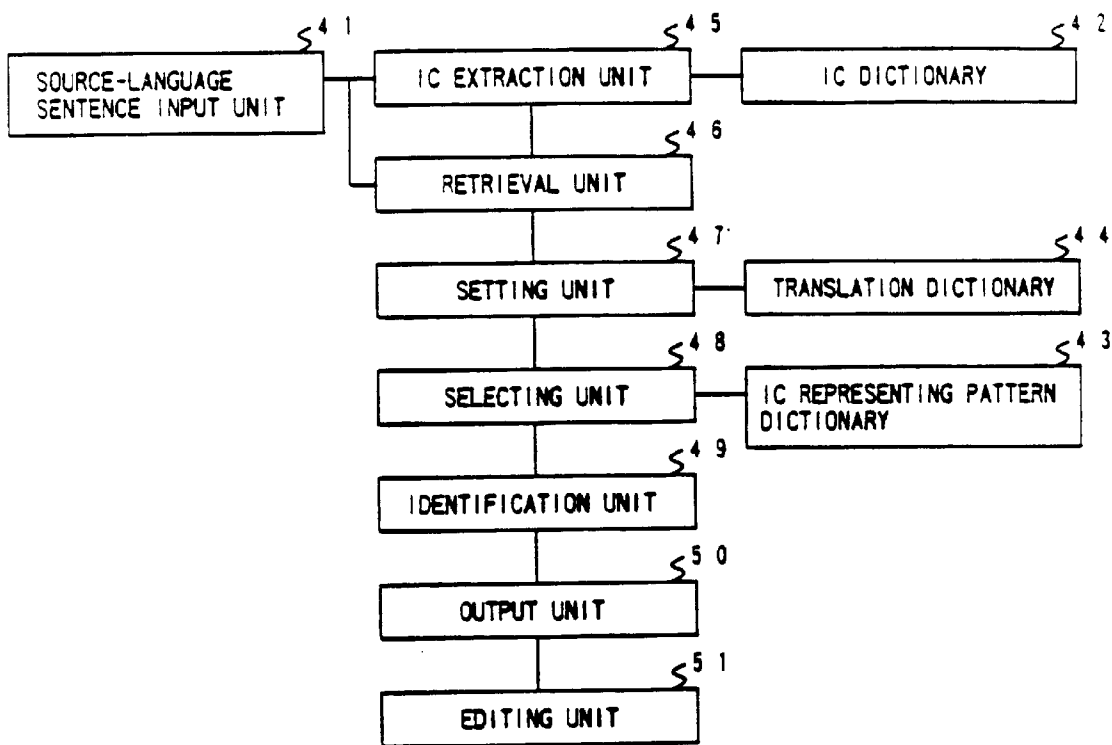 41
SOURCE-LANGUAGE
SENTENCE INPUT UNIT
45
IC EXTRACTION UNIT
42
IC DICTIONARY
46
RETRIEVAL UNIT
47
SETTING UNIT
44
TRANSLATION DICTIONARY
48
SELECTING UNIT
43
IC REPRESENTING PATTERN
DICTIONARY
49
IDENTIFICATION UNIT
50
OUTPUT UNIT
51
EDITING UNIT